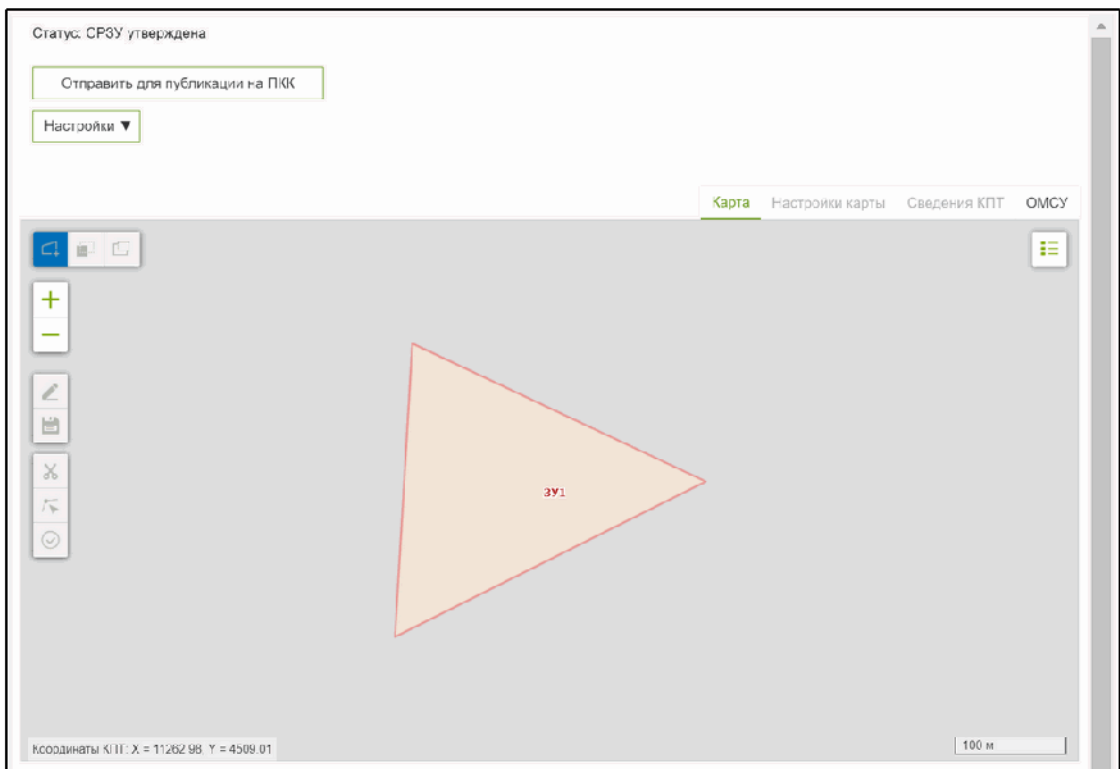 Статус: СРЗУ утверждена
Отправить для публикации на ПКК
Настройки ▼
Карта Настройки карты Сведения КПТ ОМСУ
ЗУ1
Координаты КПТ: X = 11262.98, Y = 4509.01
100 м